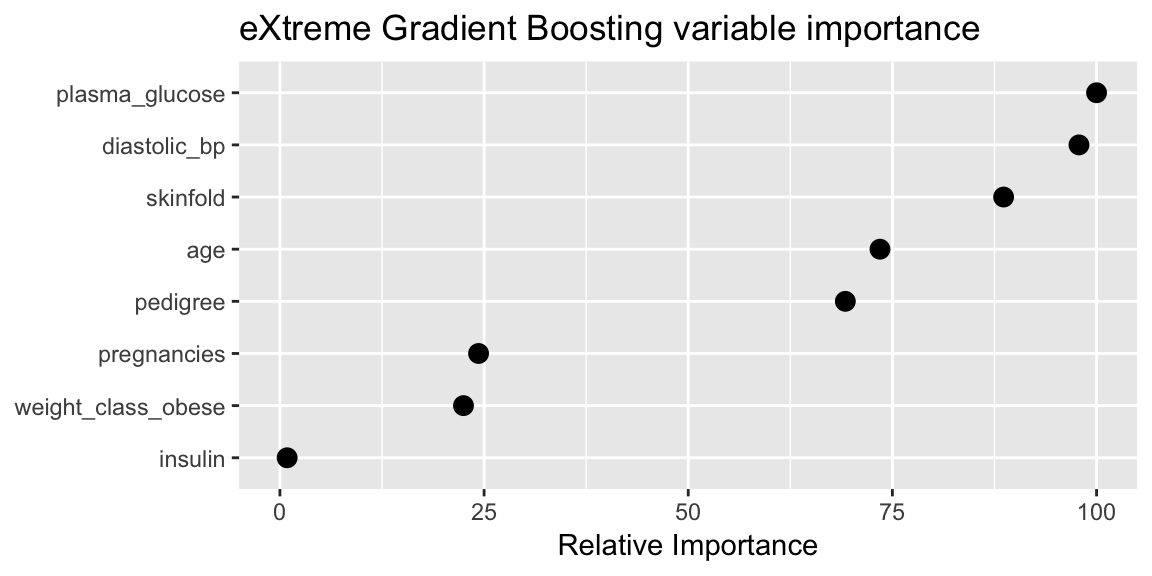 eXtreme Gradient Boosting variable importance
plasma_glucose
diastolic_bp
skinfold
age
pedigree
pregnancies
weight_class_obese
insulin
0 25 50 75 100
Relative Importance